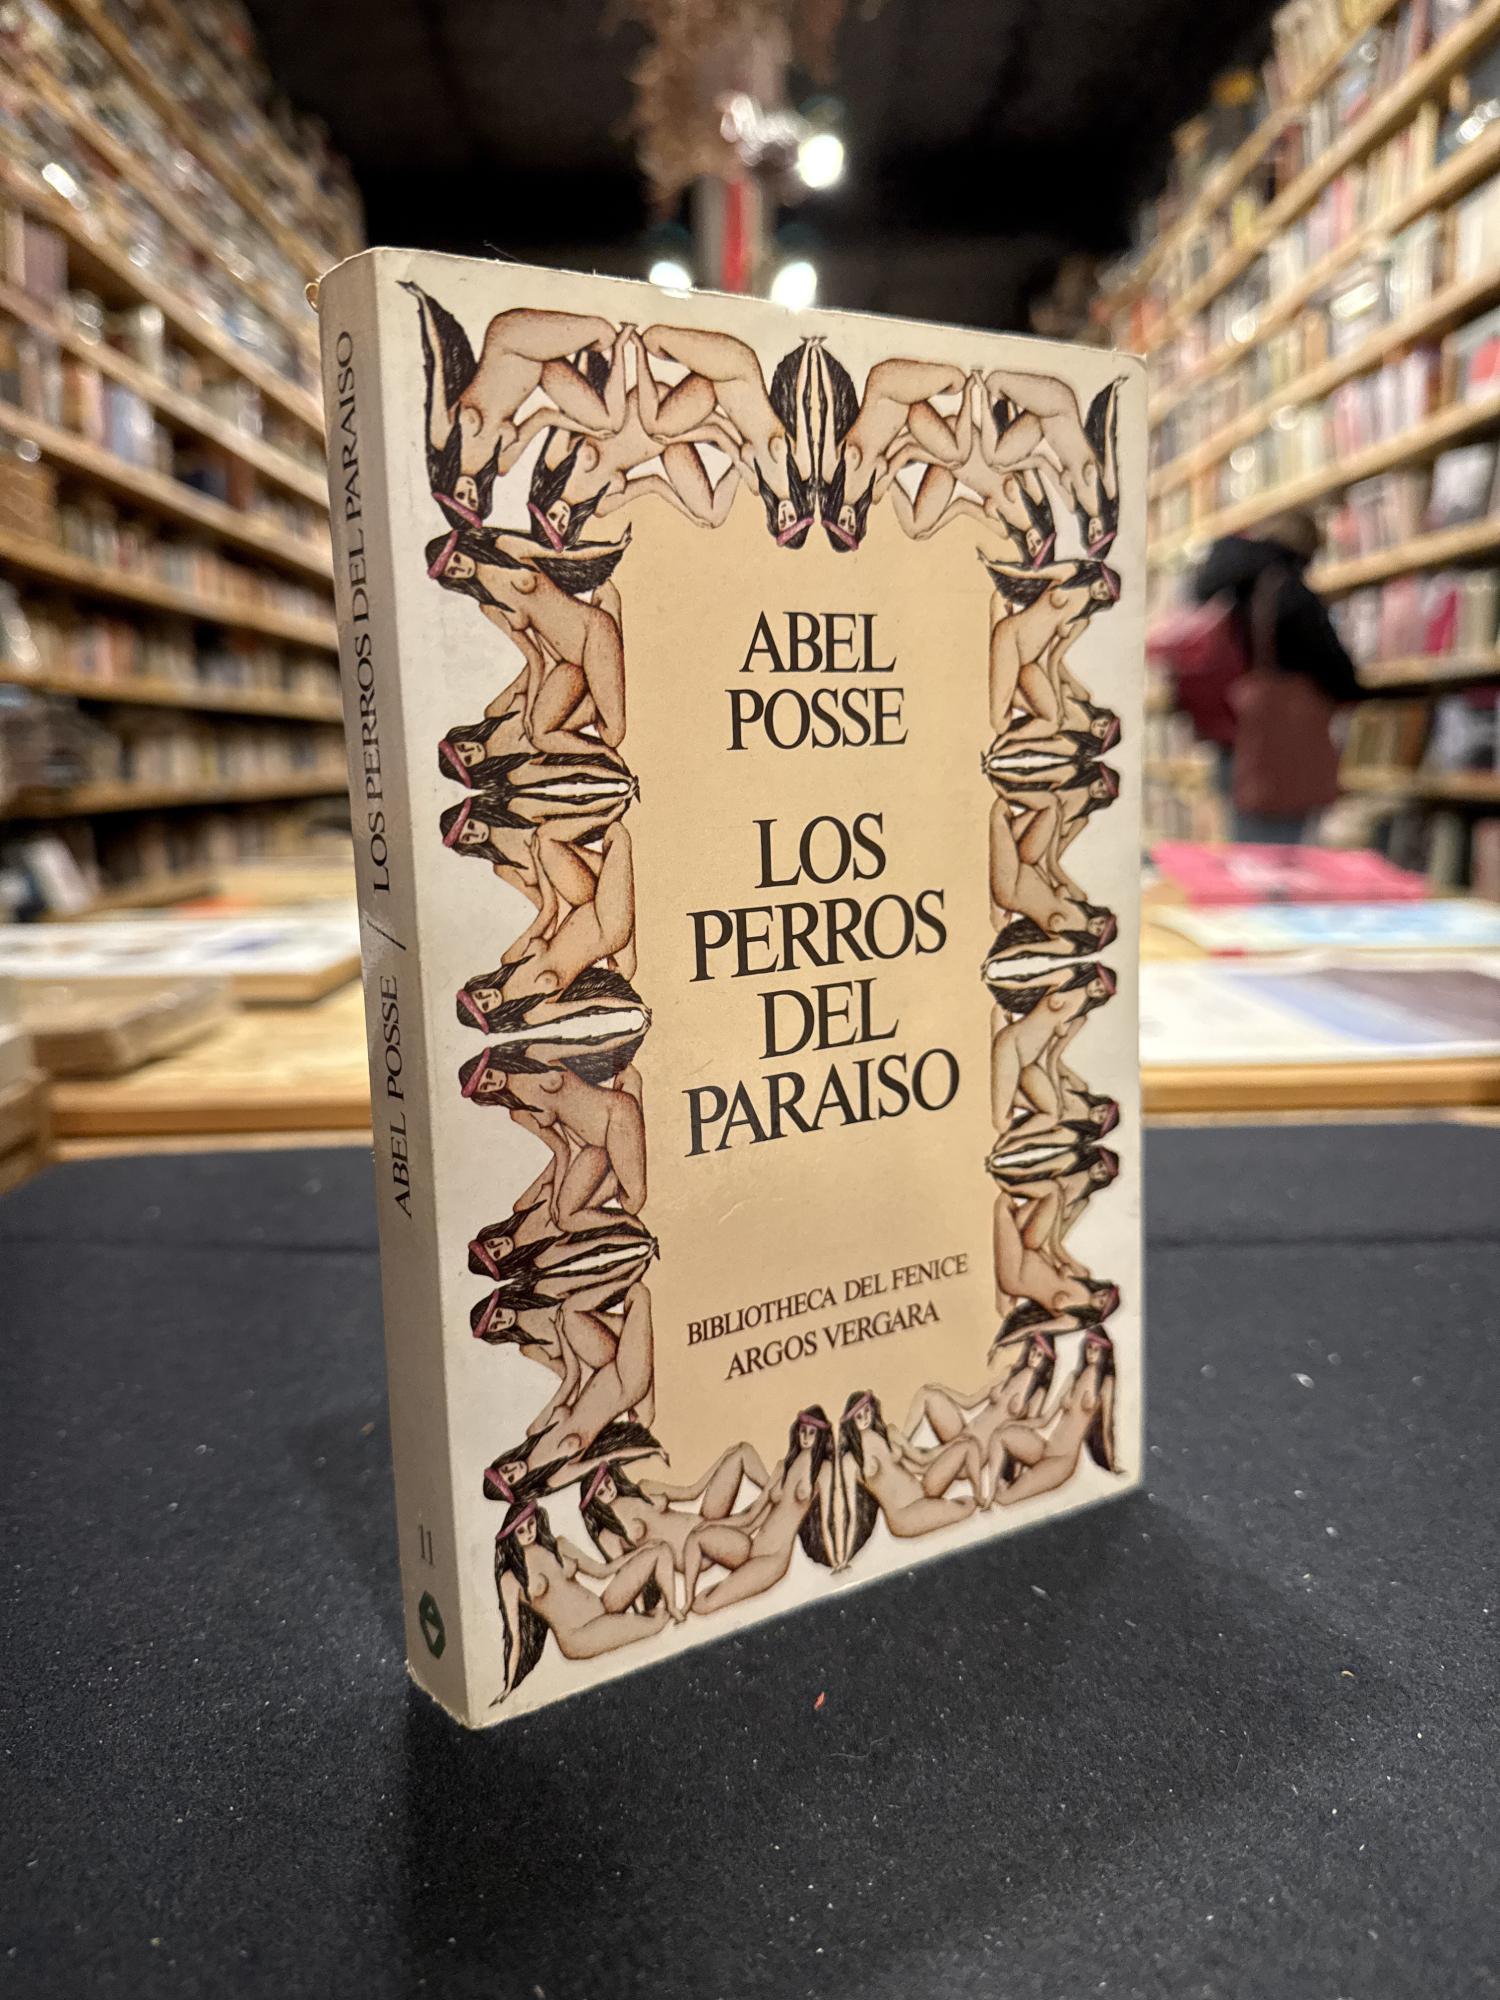 ABEL
POSSE
LOS
PERROS
DEL
PARAISO
BIBLIOTHECA DEL FENICE
ARGOS VERGARA
ABEL POSSE / LOS PERROS DEL PARAISO
11